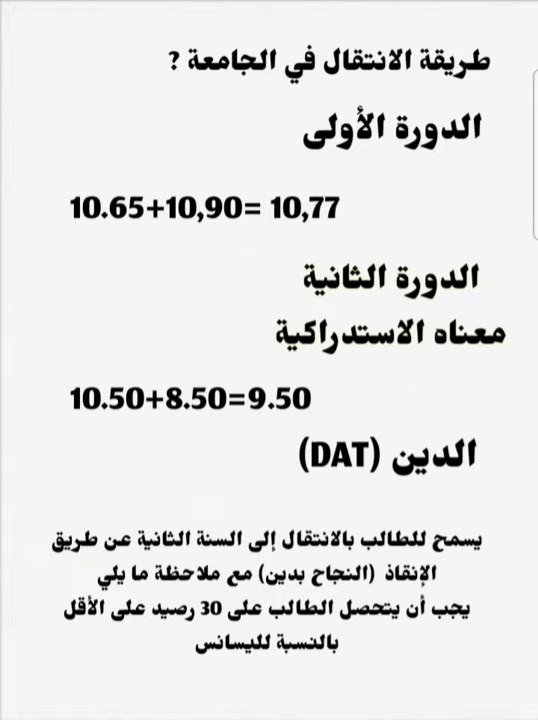 طريقة الانتقال في الجامعة ?
الدورة الأولى
10.65+10,90= 10,77
الدورة الثانية
معناه الاستدراكية
10.50+8.50=9.50
الدين (DAT)
يسمح للطالب بالانتقال إلى السنة الثانية عن طريق
الإنقاذ (النجاح بدين) مع ملاحظة ما يلي
يجب أن يتحصل الطالب على 30 رصيد على الأقل
بالنسبة لليسانس